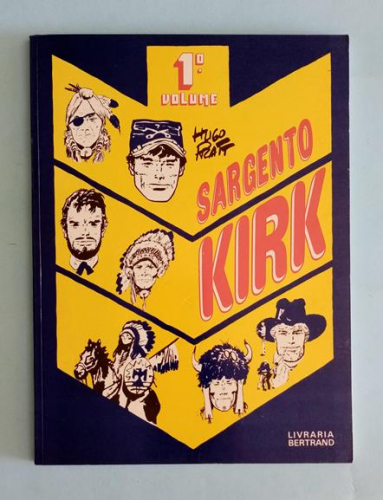 1º
VOLUME
HUGO
PRATT
SARGENTO
KIRK
LIVRARIA
BERTRAND